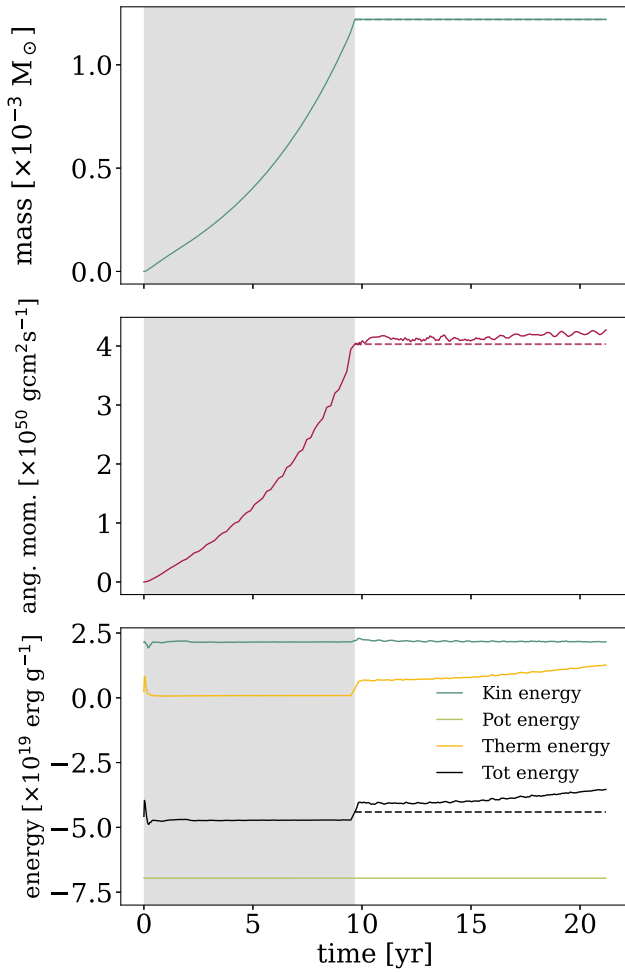 mass [×10⁻³ M⊙]
1.0
0.5
0.0
ang. mom. [×10⁵⁰ gcm²s⁻¹]
4
3
2
1
0
energy [×10¹⁹ erg g⁻¹]
2.5
0.0
−2.5
−5.0
−7.5
Kin energy
Pot energy
Therm energy
Tot energy
0 5 10 15 20
time [yr]